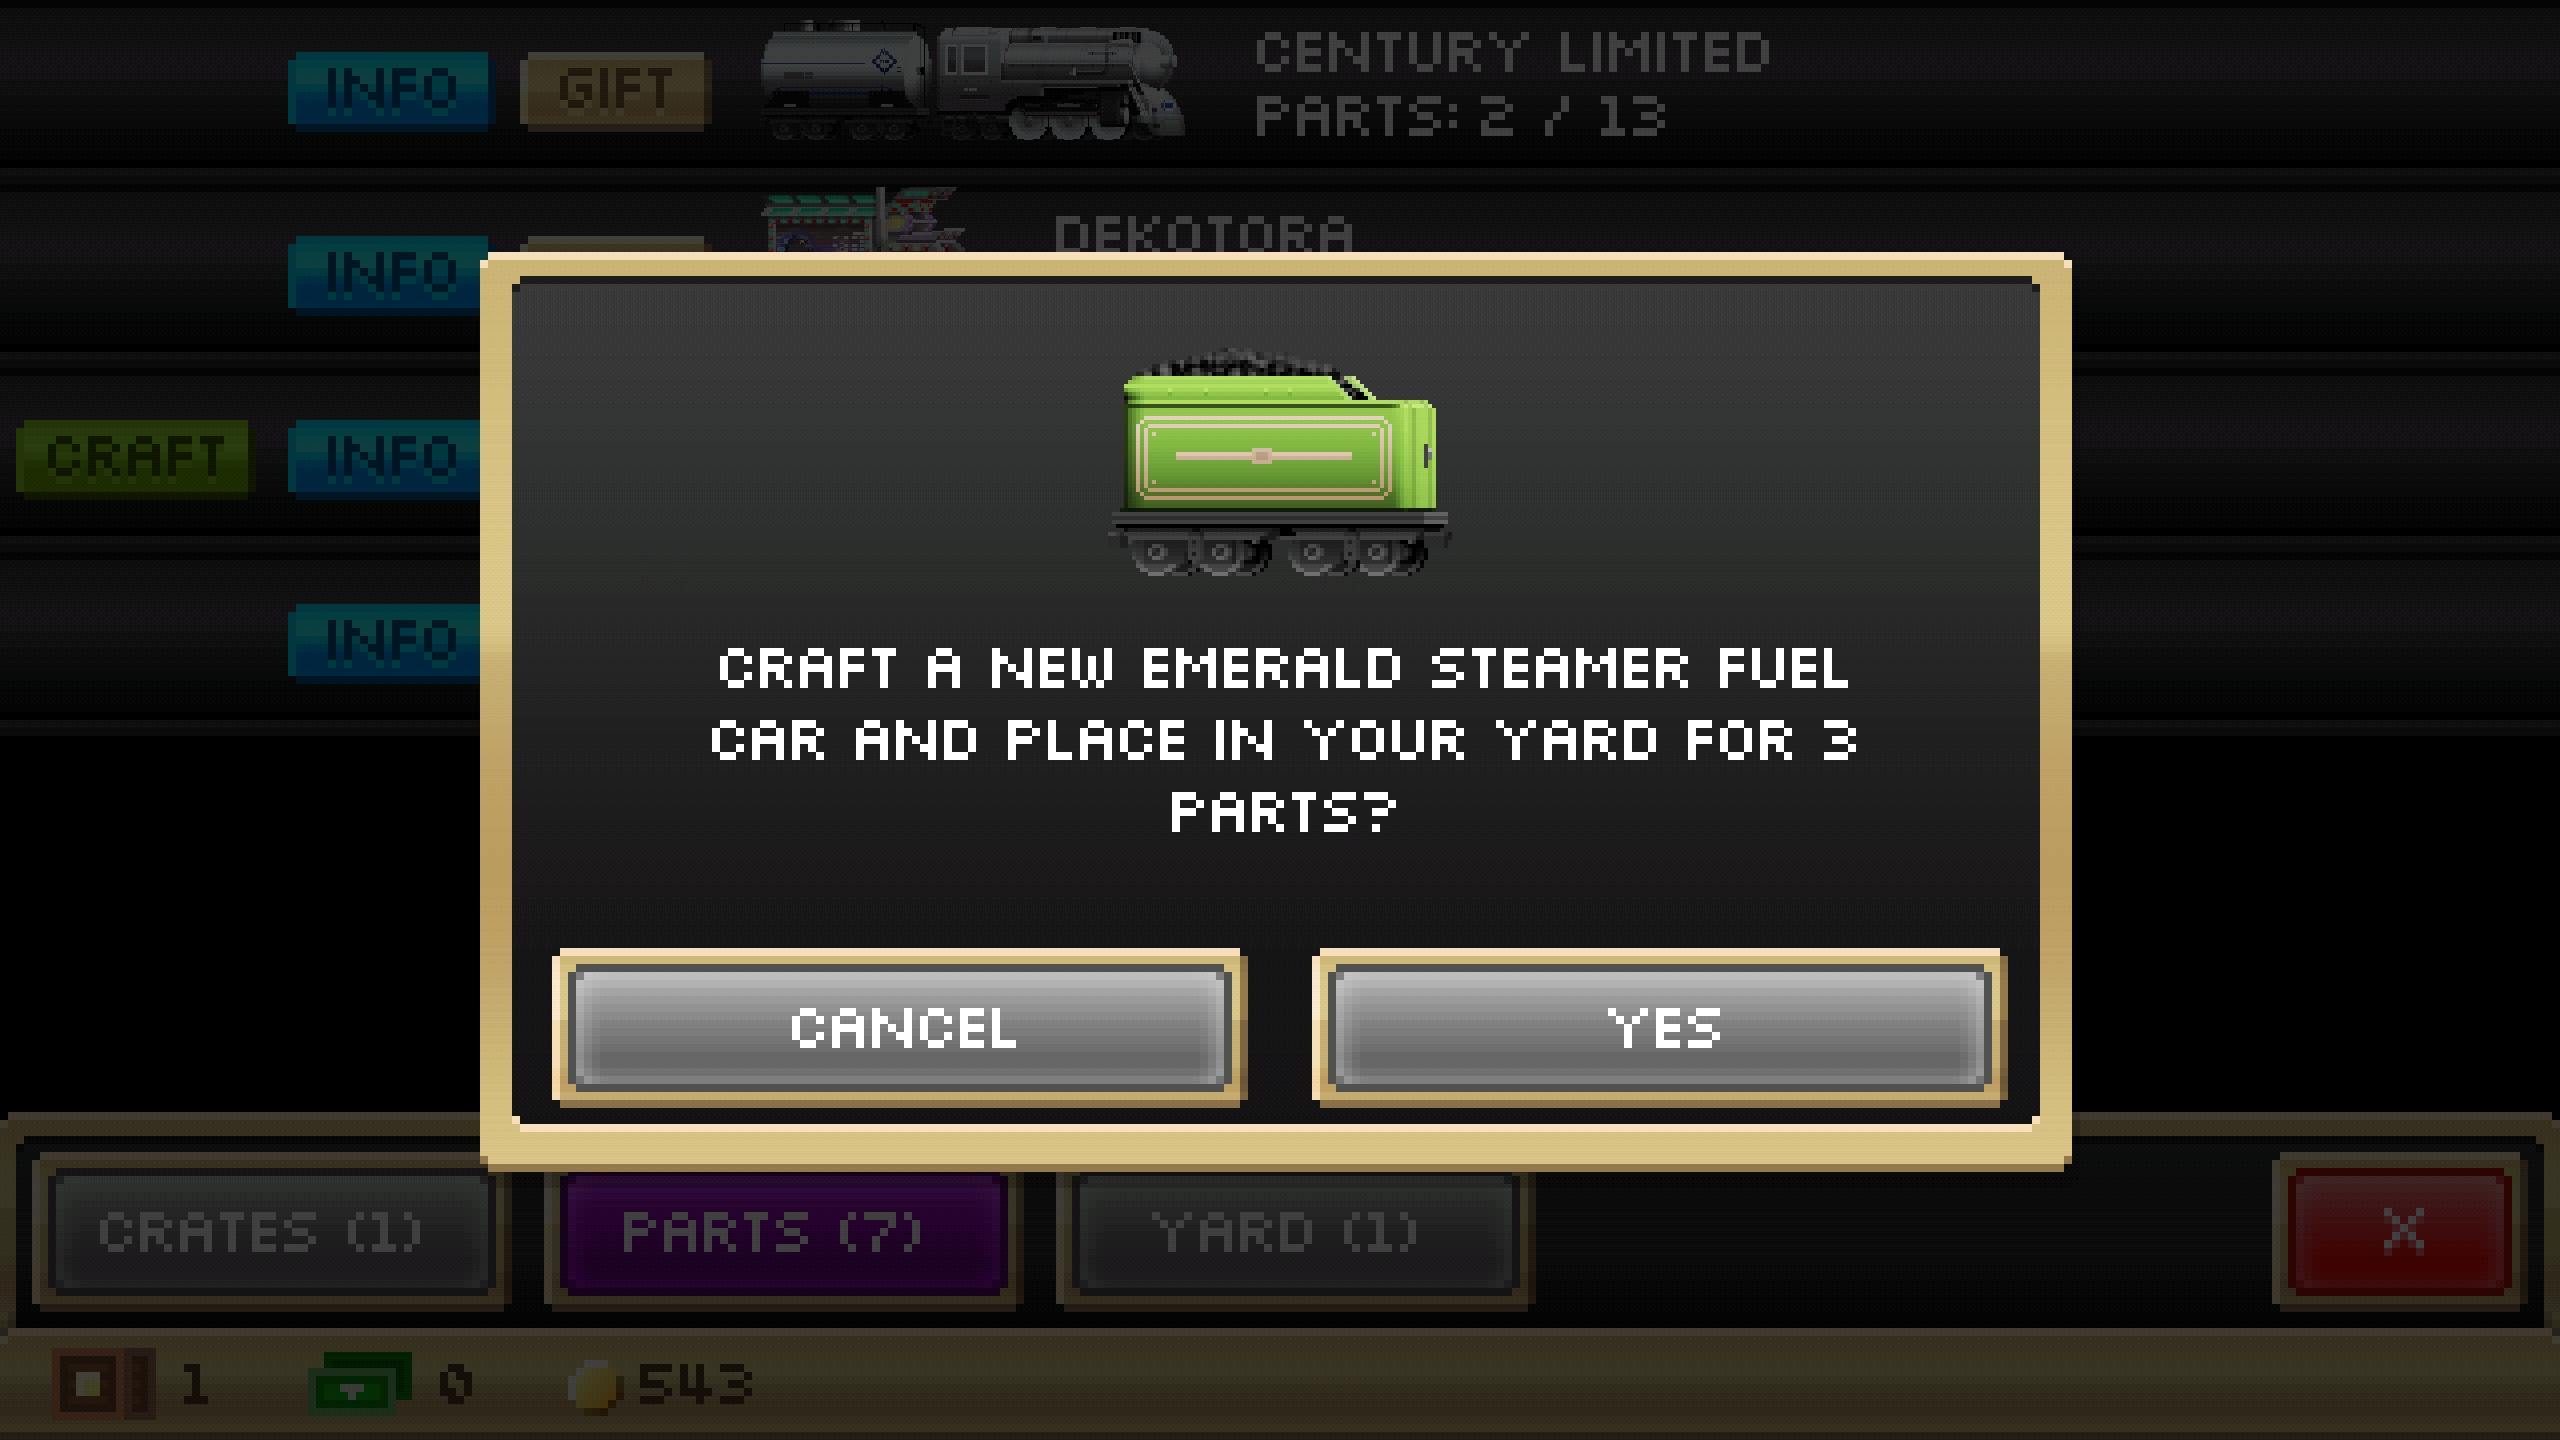 INFO GIFT CENTURY LIMITED
PARTS: 2 / 13
INFO DEKOTORA
CRAFT INFO
INFO
CRAFT A NEW EMERALD STEAMER FUEL
CAR AND PLACE IN YOUR YARD FOR 3
PARTS?
CANCEL YES
CRATES (1) PARTS (7) YARD (1) X
1 0 543